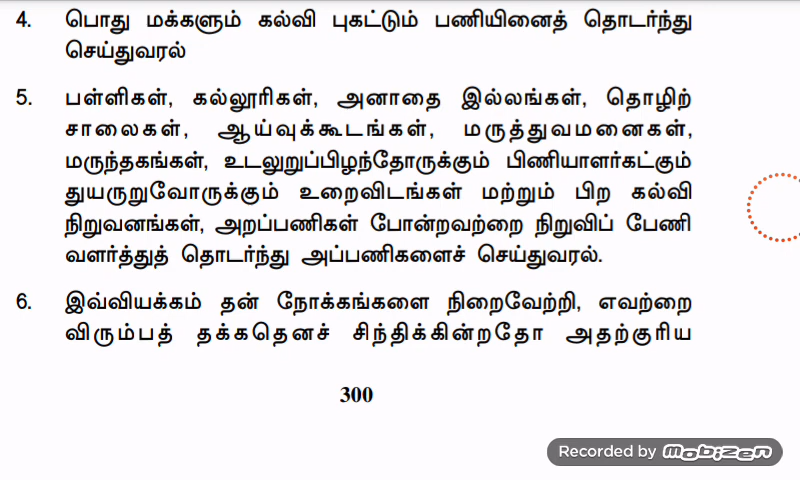 4. பொது மக்களும் கல்வி புகட்டும் பணியினைத் தொடர்ந்து
செய்துவரல்
5. பள்ளிகள், கல்லூரிகள், அனாதை இல்லங்கள், தொழிற்
சாலைகள், ஆய்வுக்கூடங்கள், மருத்துவமனைகள்,
மருந்தகங்கள், உடலுறுப்பிழந்தோருக்கும் பிணியாளர்கட்கும்
துயருறுவோருக்கும் உறைவிடங்கள் மற்றும் பிற கல்வி
நிறுவனங்கள், அறப்பணிகள் போன்றவற்றை நிறுவிப் பேணி
வளர்த்துத் தொடர்ந்து அப்பணிகளைச் செய்துவரல்.
6. இவ்வியக்கம் தன் நோக்கங்களை நிறைவேற்றி, எவற்றை
விரும்பத் தக்கதெனச் சிந்திக்கின்றதோ அதற்குரிய
300
Recorded by mobizen